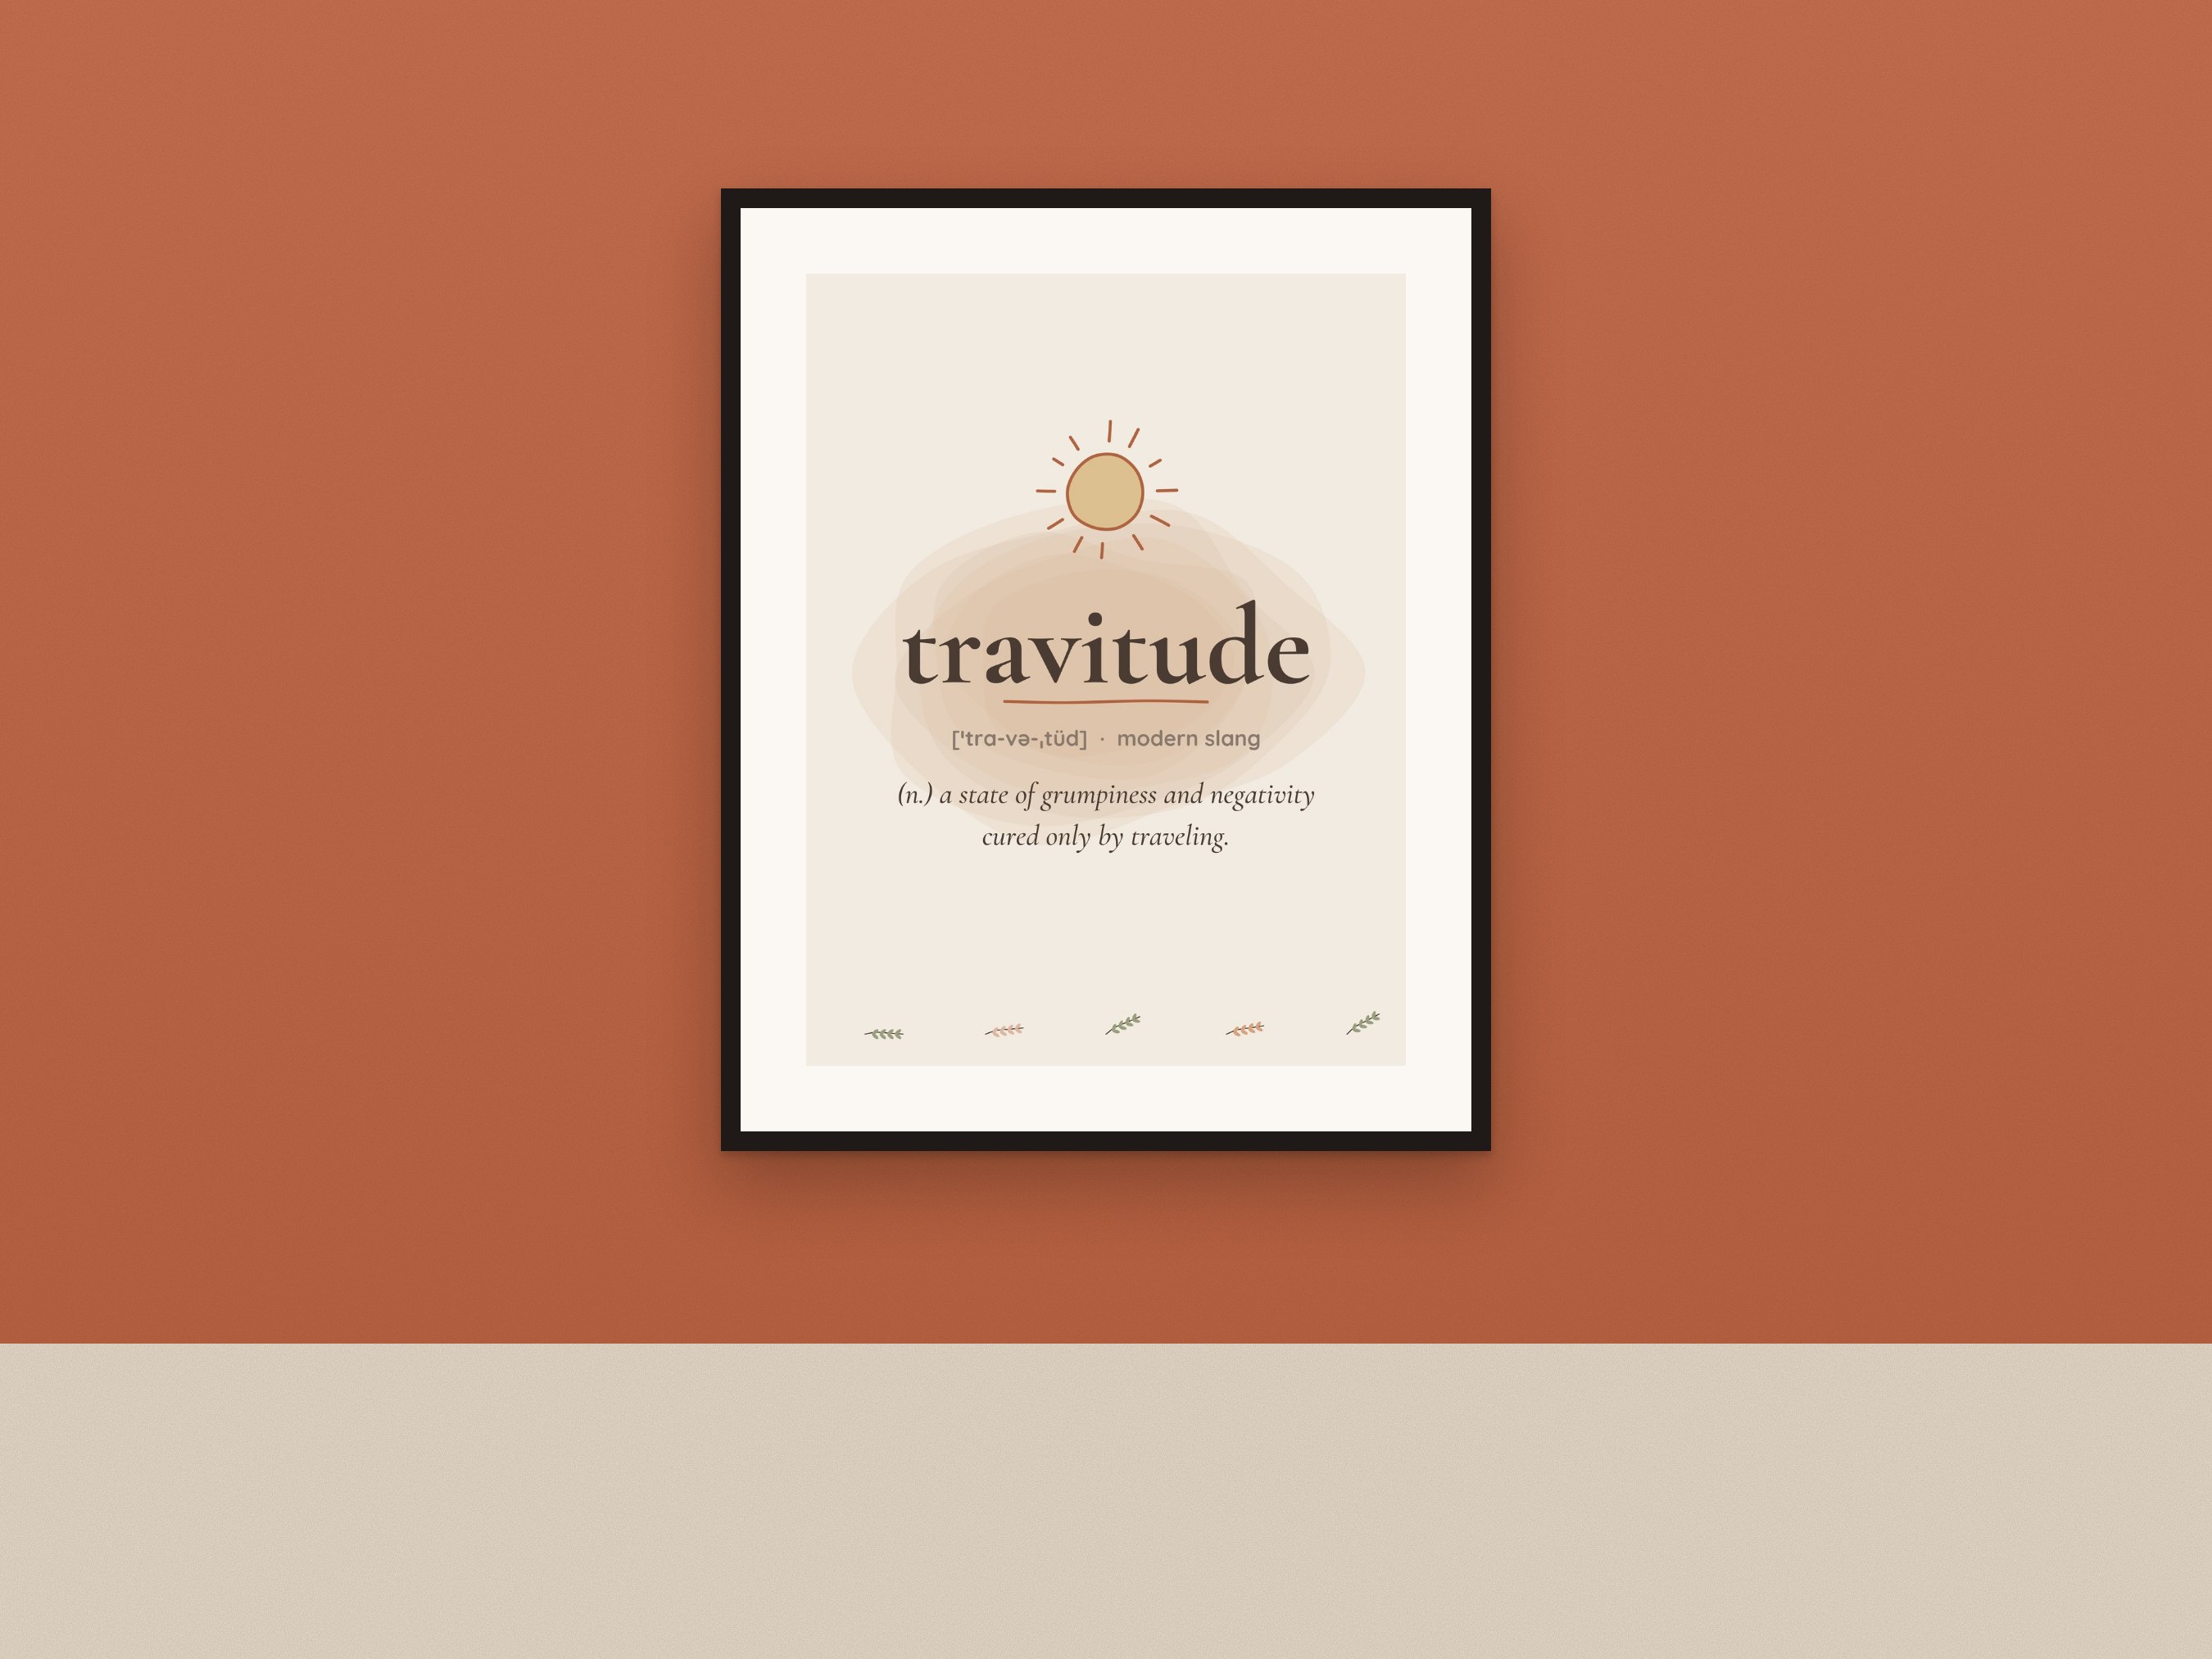 travitude
[ˈtra-və-ˌtüd] · modern slang
(n.) a state of grumpiness and negativity
cured only by traveling.